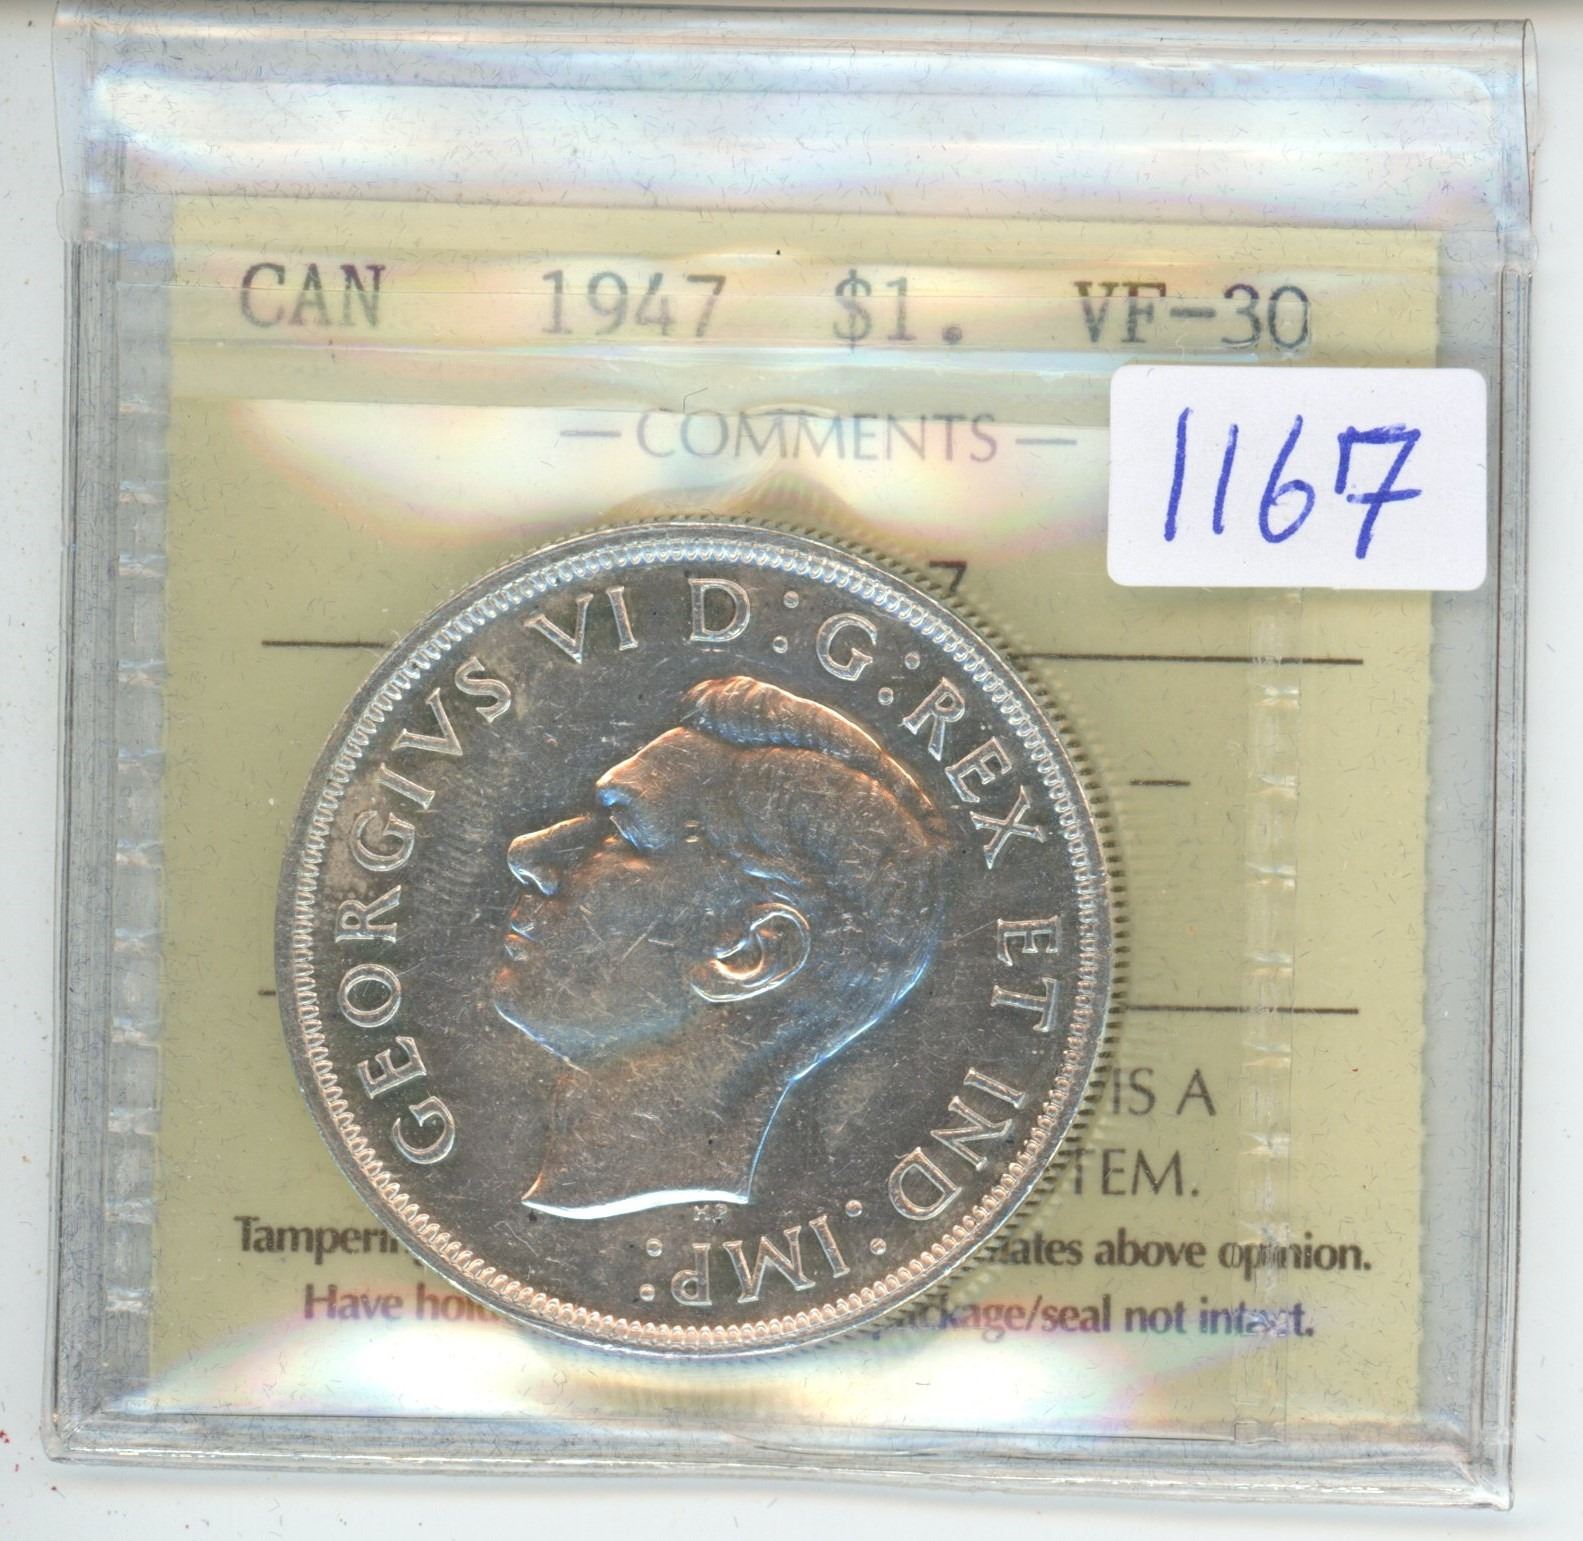 CAN 1947 $1. VF-30
— COMMENTS —
1167
7
GEORGIVS VI D:G:REX ET IND:IMP:
H.P
IS A
TEM.
Tamperin ates above opinion.
Have hol package/seal not intact.